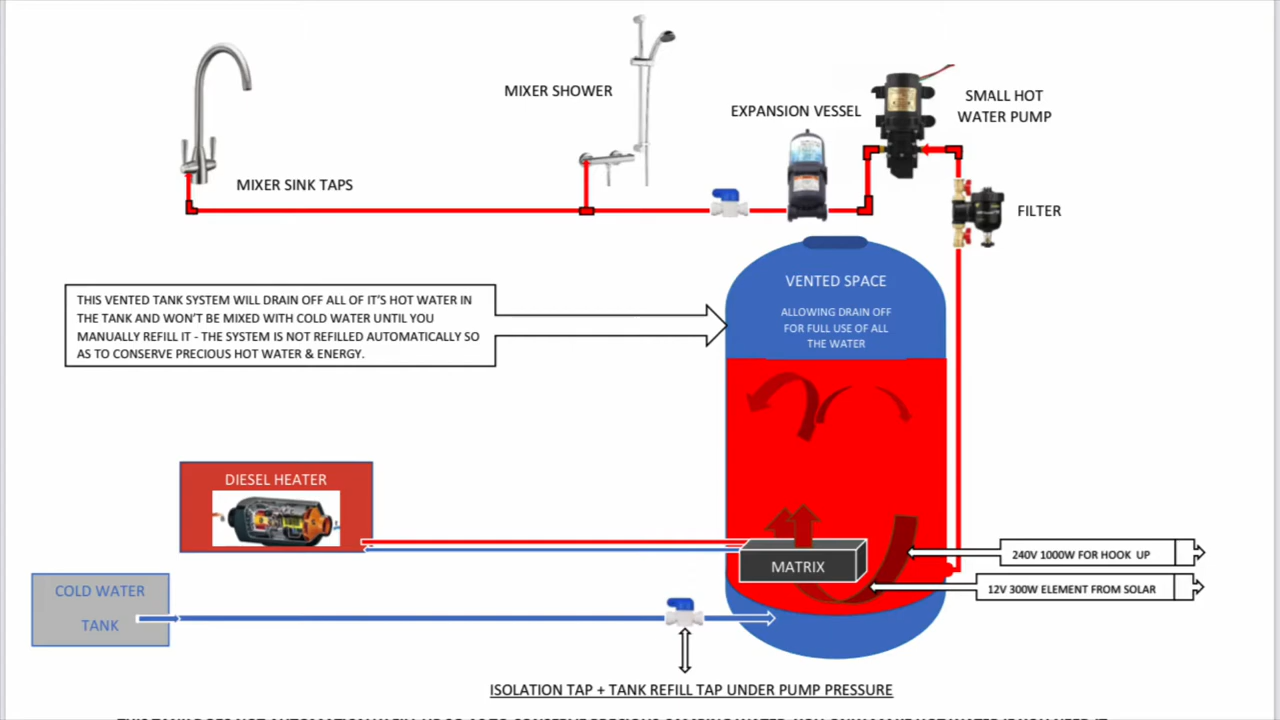 MIXER SHOWER
EXPANSION VESSEL
SMALL HOT
WATER PUMP
MIXER SINK TAPS
FILTER
VENTED SPACE
ALLOWING DRAIN OFF
FOR FULL USE OF ALL
THE WATER
THIS VENTED TANK SYSTEM WILL DRAIN OFF ALL OF IT'S HOT WATER IN
THE TANK AND WON'T BE MIXED WITH COLD WATER UNTIL YOU
MANUALLY REFILL IT - THE SYSTEM IS NOT REFILLED AUTOMATICALLY SO
AS TO CONSERVE PRECIOUS HOT WATER & ENERGY.
DIESEL HEATER
MATRIX
240V 1000W FOR HOOK UP
12V 300W ELEMENT FROM SOLAR
COLD WATER
TANK
ISOLATION TAP + TANK REFILL TAP UNDER PUMP PRESSURE